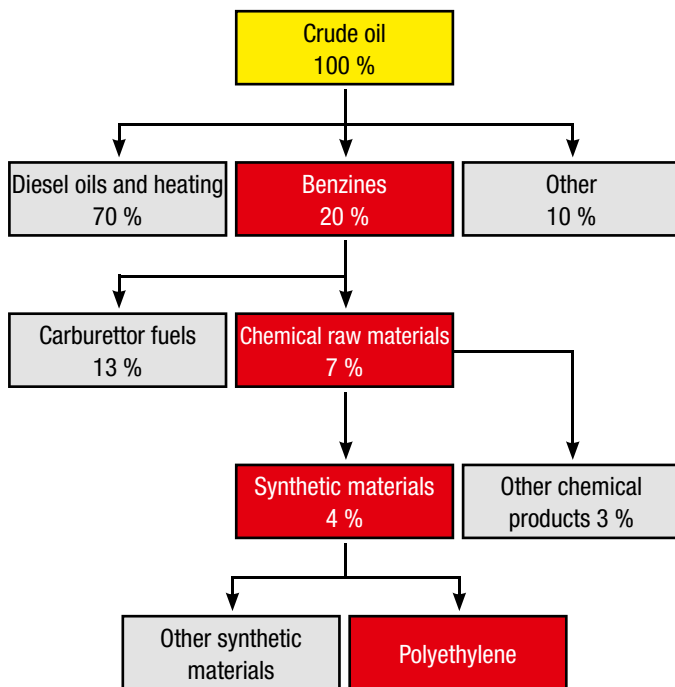 Crude oil
100 %
Diesel oils and heating
70 %
Benzines
20 %
Other
10 %
Carburettor fuels
13 %
Chemical raw materials
7 %
Synthetic materials
4 %
Other chemical
products 3 %
Other synthetic
materials
Polyethylene